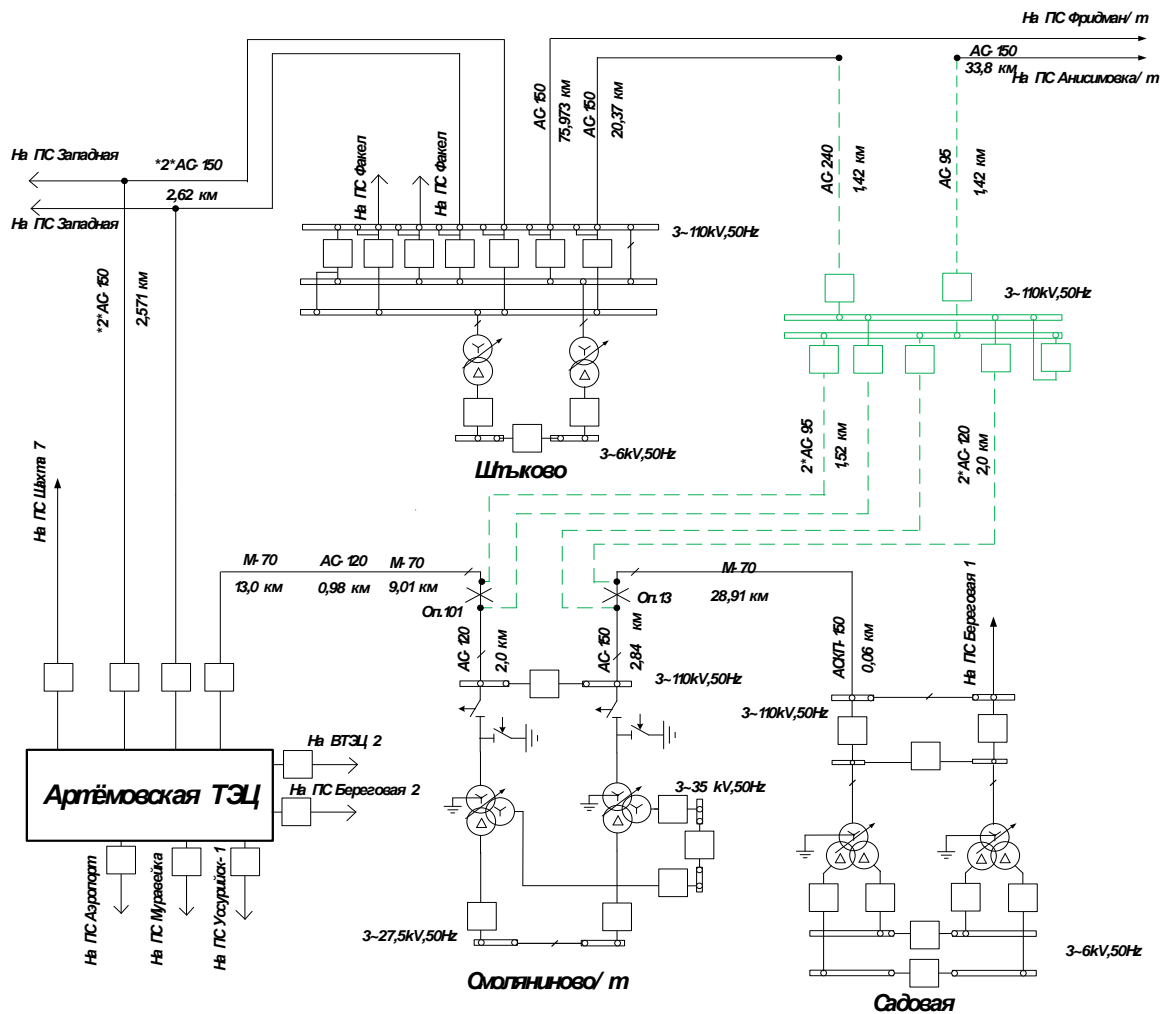 На ПС Фридман/ т
АС-150
33,8 км
На ПС Анисимовка/ т
АС-150
75,973 км
АС-150
20,37 км
На ПС Западная
*2*АС-150
2,62 км
На ПС Западная
На ПС Факел
На ПС Факел
АС-240
1,42 км
АС-95
1,42 км
3~110kV,50Hz
3~110kV,50Hz
*2*АС-150
2,571 км
2*АС-95
1,52 км
2*АС-120
2,0 км
3~6kV,50Hz
Штыково
На ПС Шахта 7
М-70
13,0 км
АС-120
0,98 км
М-70
9,01 км
Оп.101
М-70
28,91 км
Оп.13
АС-120
2,0 км
АС-150
2,84 км
АСКП-150
0,06 км
На ПС Береговая 1
3~110kV,50Hz
3~110kV,50Hz
На ВТЭЦ 2
Артёмовская ТЭЦ
На ПС Береговая 2
3~35 kV,50Hz
На ПС Аэропорт
На ПС Муравейка
На ПС Уссурийск-1
3~27,5kV,50Hz
3~6kV,50Hz
Смоляниново/ т
Садовая